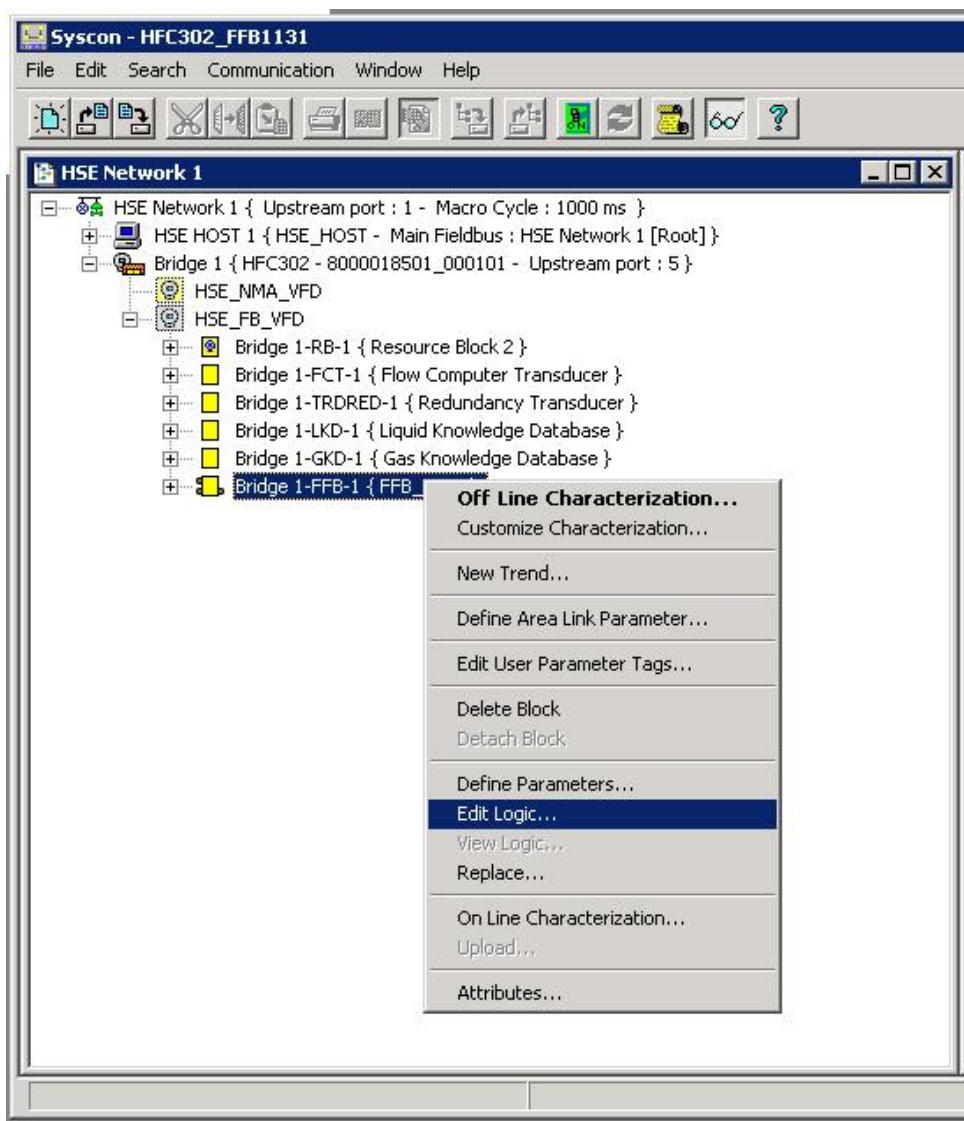 Syscon - HFC302_FFB1131
File Edit Search Communication Window Help
HSE Network 1
HSE Network 1 { Upstream port : 1 - Macro Cycle : 1000 ms }
HSE HOST 1 { HSE_HOST - Main Fieldbus : HSE Network 1 [Root] }
Bridge 1 { HFC302 - 8000018501_000101 - Upstream port : 5 }
HSE_NMA_VFD
HSE_FB_VFD
Bridge 1-RB-1 { Resource Block 2 }
Bridge 1-FCT-1 { Flow Computer Transducer }
Bridge 1-TRDRED-1 { Redundancy Transducer }
Bridge 1-LKD-1 { Liquid Knowledge Database }
Bridge 1-GKD-1 { Gas Knowledge Database }
Bridge 1-FFB-1 { FFB_
Off Line Characterization...
Customize Characterization...
New Trend...
Define Area Link Parameter...
Edit User Parameter Tags...
Delete Block
Detach Block
Define Parameters...
Edit Logic...
View Logic...
Replace...
On Line Characterization...
Upload...
Attributes...